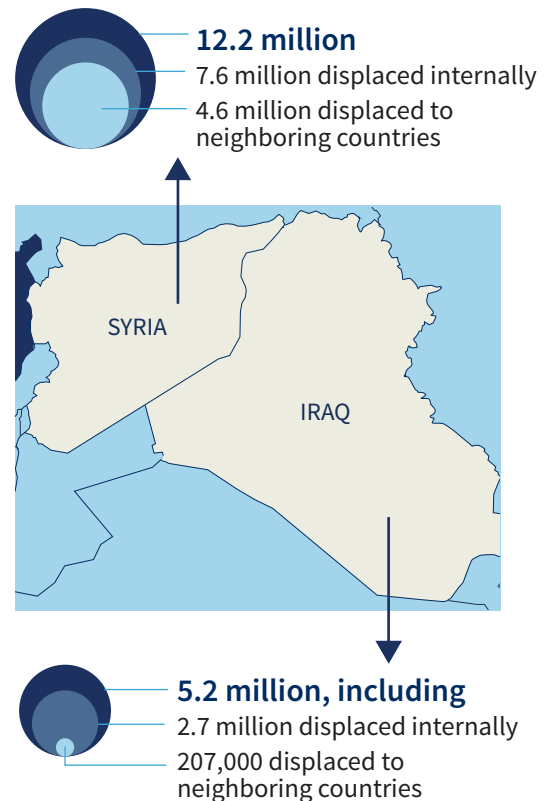 12.2 million
7.6 million displaced internally
4.6 million displaced to
neighboring countries
SYRIA
IRAQ
5.2 million, including
2.7 million displaced internally
207,000 displaced to
neighboring countries